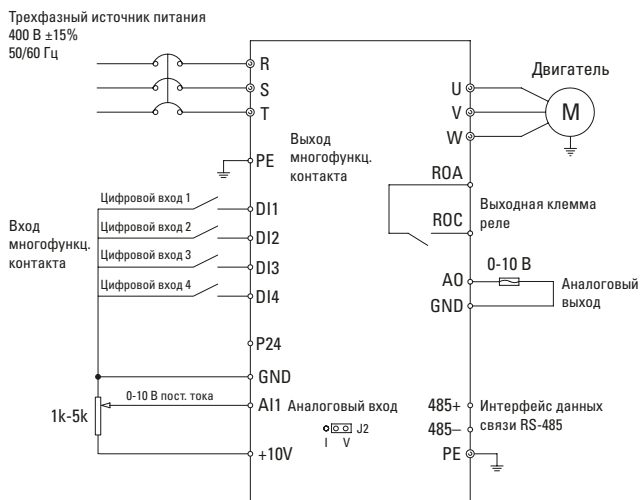 Трехфазный источник питания
400 В ±15%
50/60 Гц
R
S
T
PE
Выход
многофункц.
контакта
U
V
W
Двигатель
M
ROA
ROC
Выходная клемма
реле
Вход
многофункц.
контакта
Цифровой вход 1
DI1
Цифровой вход 2
DI2
Цифровой вход 3
DI3
Цифровой вход 4
DI4
AO
0-10 В
GND
Аналоговый
выход
P24
GND
1k-5k
0-10 В пост. тока
AI1 Аналоговый вход
J2
I V
+10V
485+
485–
Интерфейс данных
связи RS-485
PE